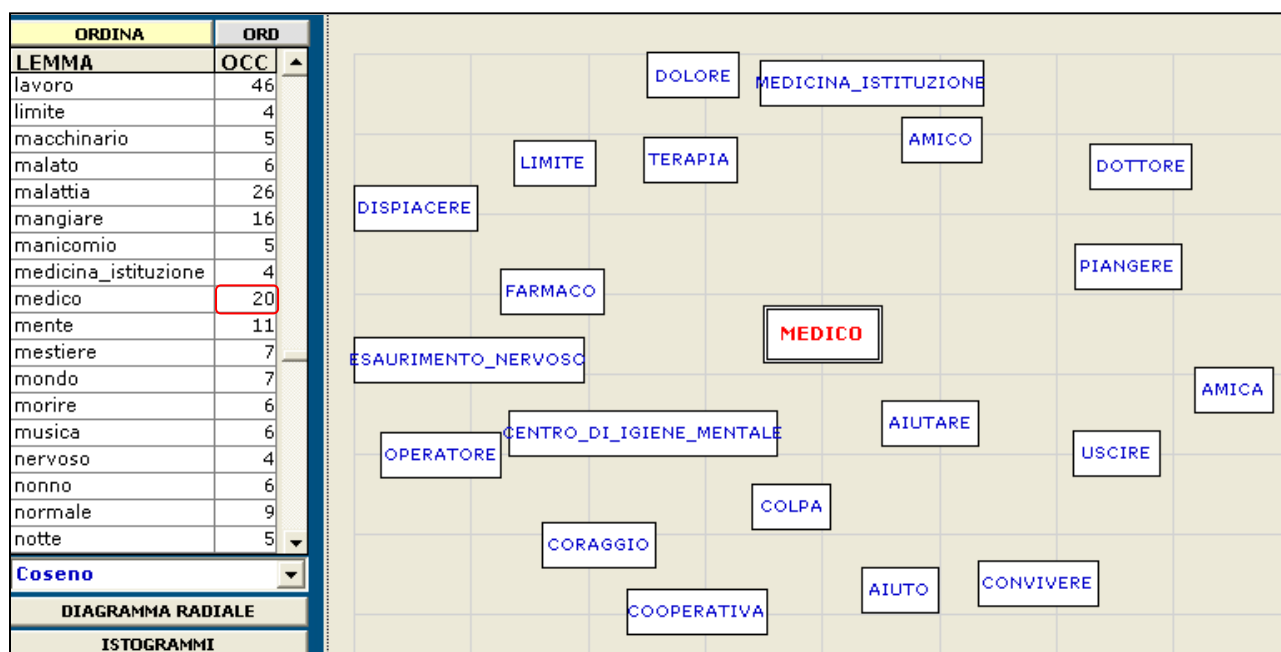 ORDINA ORD
LEMMA OCC
lavoro 46
limite 4
macchinario 5
malato 6
malattia 26
mangiare 16
manicomio 5
medicina_istituzione 4
medico 20
mente 11
mestiere 7
mondo 7
morire 6
musica 6
nervoso 4
nonno 6
normale 9
notte 5
Coseno
DIAGRAMMA RADIALE
ISTOGRAMMI
DOLORE
MEDICINA_ISTITUZIONE
AMICO
LIMITE
TERAPIA
DOTTORE
DISPIACERE
PIANGERE
FARMACO
MEDICO
ESAURIMENTO_NERVOSO
AMICA
AIUTARE
CENTRO_DI_IGIENE_MENTALE
OPERATORE
USCIRE
COLPA
CORAGGIO
AIUTO
CONVIVERE
COOPERATIVA